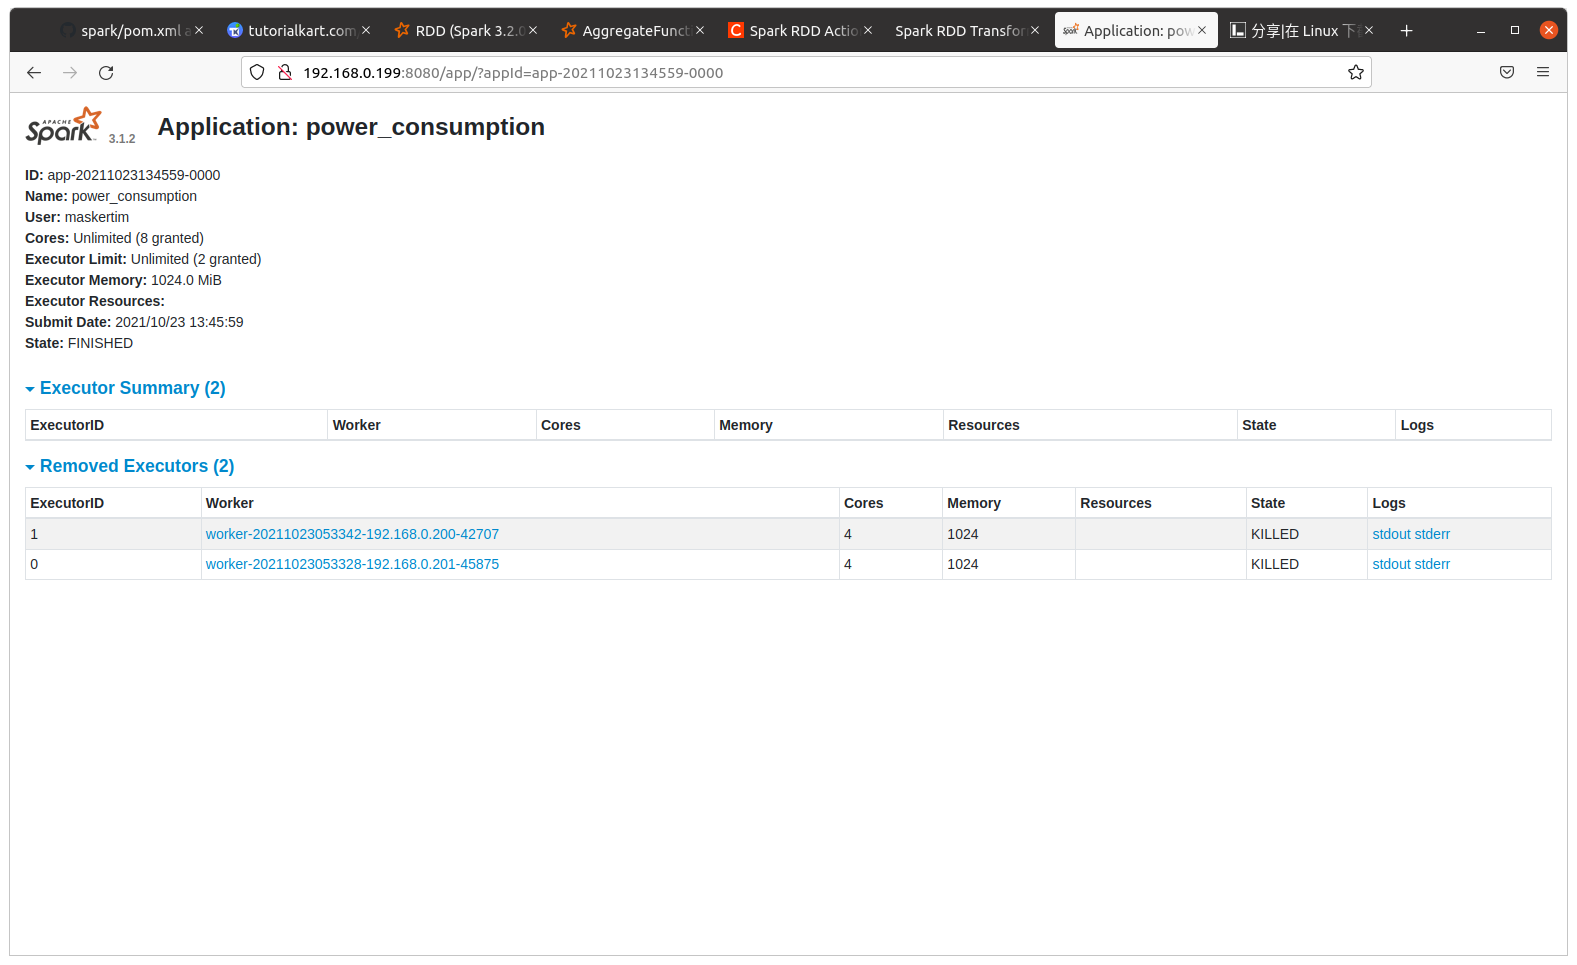 spark/pom.xml a
tutorialkart.com
RDD (Spark 3.2.0
AggregateFunct
Spark RDD Actio
Spark RDD Transfor
Application: pow
分享|在 Linux 下
192.168.0.199:8080/app/?appId=app-20211023134559-0000
APACHE
Spark
3.1.2
Application: power_consumption
ID: app-20211023134559-0000
Name: power_consumption
User: maskertim
Cores: Unlimited (8 granted)
Executor Limit: Unlimited (2 granted)
Executor Memory: 1024.0 MiB
Executor Resources:
Submit Date: 2021/10/23 13:45:59
State: FINISHED
Executor Summary (2)
ExecutorID Worker Cores Memory Resources State Logs
Removed Executors (2)
ExecutorID Worker Cores Memory Resources State Logs
1 worker-20211023053342-192.168.0.200-42707 4 1024 KILLED stdout stderr
0 worker-20211023053328-192.168.0.201-45875 4 1024 KILLED stdout stderr